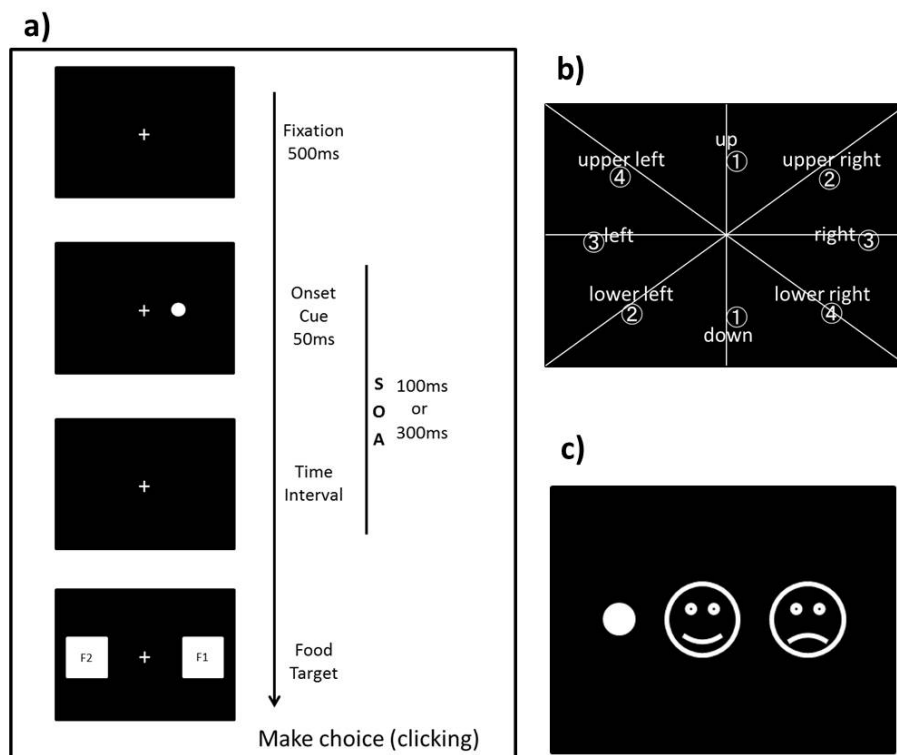 a)
Fixation
500ms
Onset
Cue
50ms
S
O
A
100ms
or
300ms
Time
Interval
F2
F1
Food
Target
Make choice (clicking)
b)
up
①
upper left
④
upper right
②
③left
right③
lower left
②
lower right
④
①
down
c)